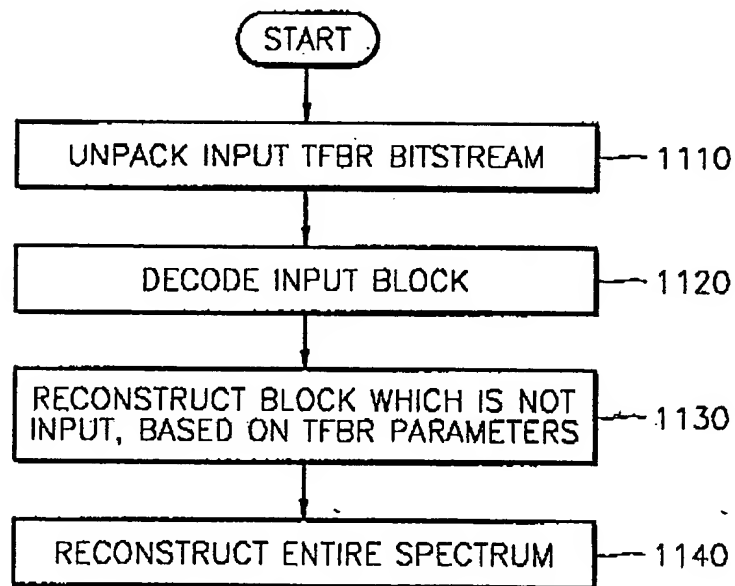 START
UNPACK INPUT TFBR BITSTREAM 1110
DECODE INPUT BLOCK 1120
RECONSTRUCT BLOCK WHICH IS NOT
INPUT, BASED ON TFBR PARAMETERS 1130
RECONSTRUCT ENTIRE SPECTRUM 1140